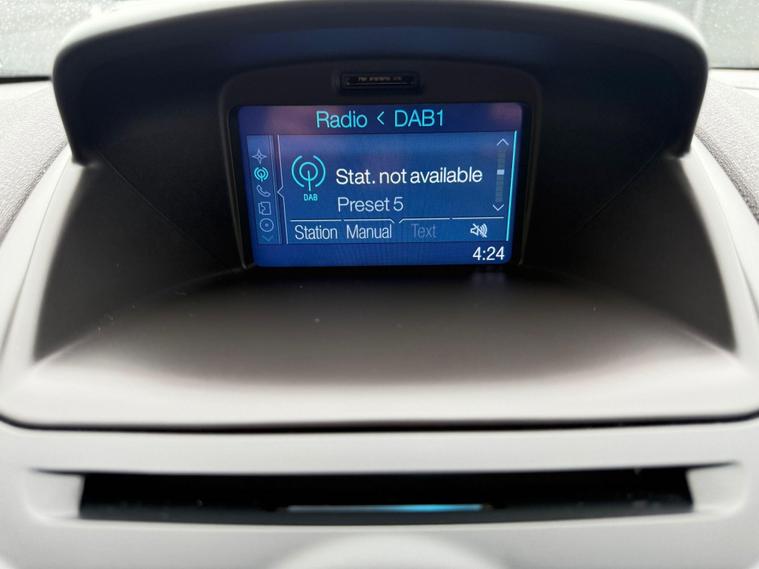 Radio < DAB1
Stat. not available
DAB
Preset 5
Station Manual Text
4:24